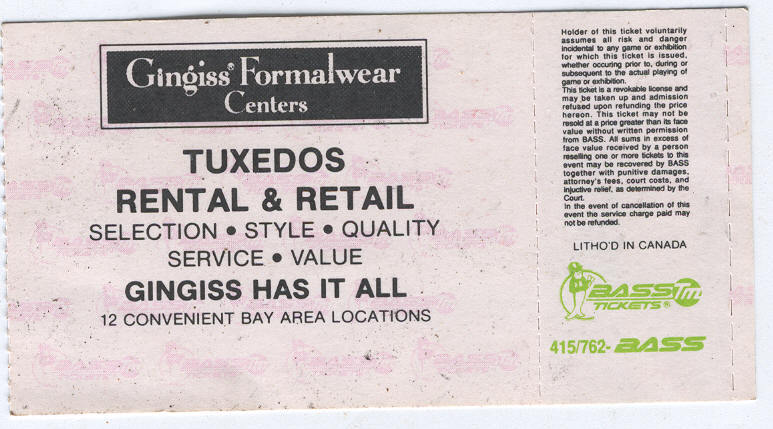 Gingiss® Formalwear
Centers
TUXEDOS
RENTAL & RETAIL
SELECTION • STYLE • QUALITY
SERVICE • VALUE
GINGISS HAS IT ALL
12 CONVENIENT BAY AREA LOCATIONS
Holder of this ticket voluntarily
assumes all risk and danger
incidental to any game or exhibition
for which this ticket is issued,
whether occuring prior to, during or
subsequent to the actual playing of
game or exhibition.
This ticket is a revokable license and
may be taken up and admission
refused upon refunding the price
hereon. This ticket may not be
resold at a price greater than its face
value without written permission
from BASS. All sums in excess of
face value received by a person
reselling one or more tickets to this
event may be recovered by BASS
together with punitive damages,
attorney's fees, court costs, and
injuctive relief, as determined by the
Court.
In the event of cancellation of this
event the service charge paid may
not be refunded.
LITHO'D IN CANADA
BASS TM
TICKETS®
415/762-BASS